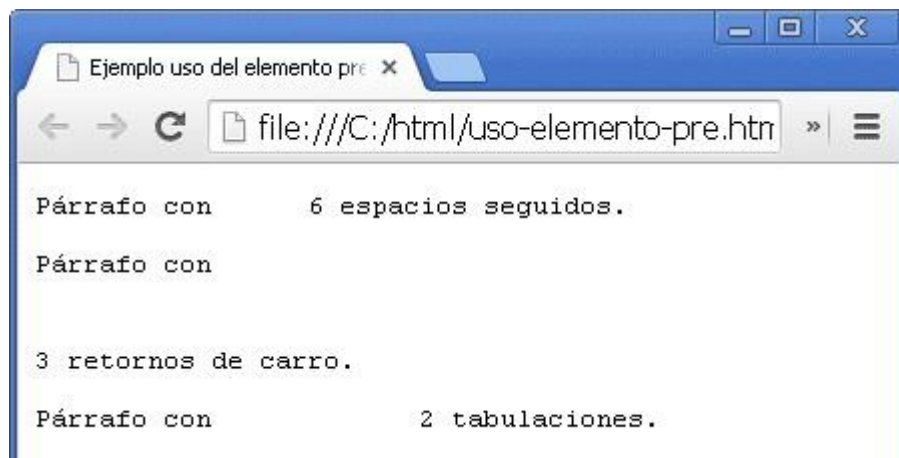 Ejemplo uso del elemento pre
file:///C:/html/uso-elemento-pre.htm
Párrafo con      6 espacios seguidos.
Párrafo con
3 retornos de carro.
Párrafo con             2 tabulaciones.